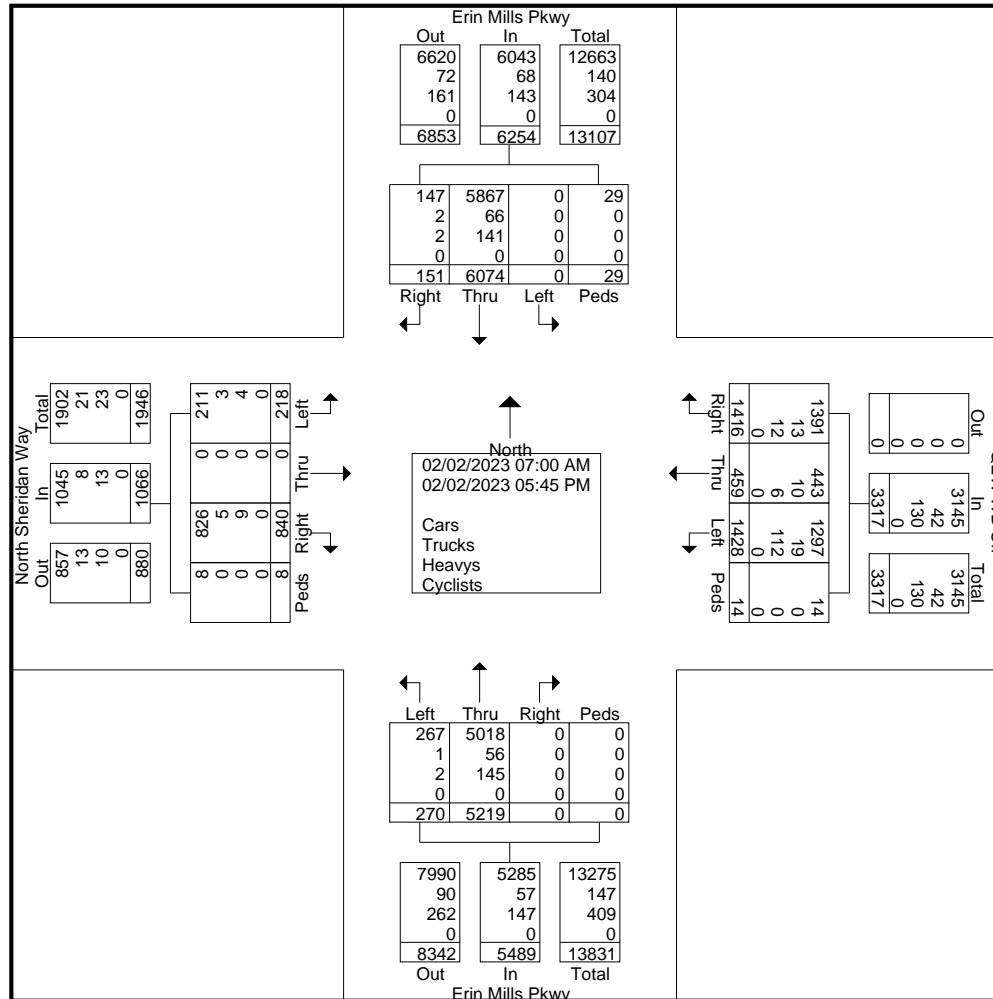 Erin Mills Pkwy
Out In Total
6620 6043 12663
72 68 140
161 143 304
0 0 0
6853 6254 13107
147 5867 0 29
2 66 0 0
2 141 0 0
0 0 0 0
151 6074 0 29
Right Thru Left Peds
North Sheridan Way
Total
1902 21 23 0 1946
In
1045 8 13 0 1066
Out
857 13 10 0 880
Left
211 3 4 0 218
Thru
0 0 0 0 0
Right
826 5 9 0 840
Peds
8 0 0 0 8
North
02/02/2023 07:00 AM
02/02/2023 05:45 PM
Cars
Trucks
Heavys
Cyclists
Right
1391 13 12 0 1416
Thru
443 10 6 0 459
Left
1297 19 112 0 1428
Peds
14 0 0 0 14
Out
0 0 0 0 0
In
3145 42 130 0 3317
Total
3145 42 130 0 3317
Left Thru Right Peds
267 5018 0 0
1 56 0 0
2 145 0 0
0 0 0 0
270 5219 0 0
7990 5285 13275
90 57 147
262 147 409
0 0 0
8342 5489 13831
Out In Total
Erin Mills Pkwy